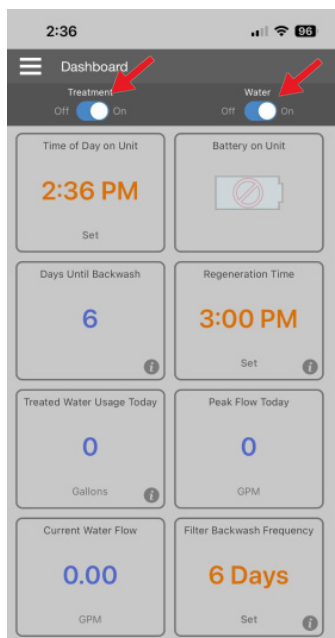 2:36
96
Dashboard
Treatment
Water
Off On
Off On
Time of Day on Unit
Battery on Unit
2:36 PM
Set
Days Until Backwash
Regeneration Time
6
3:00 PM
Set
Treated Water Usage Today
Peak Flow Today
0
0
Gallons
GPM
Current Water Flow
Filter Backwash Frequency
0.00
6 Days
GPM
Set